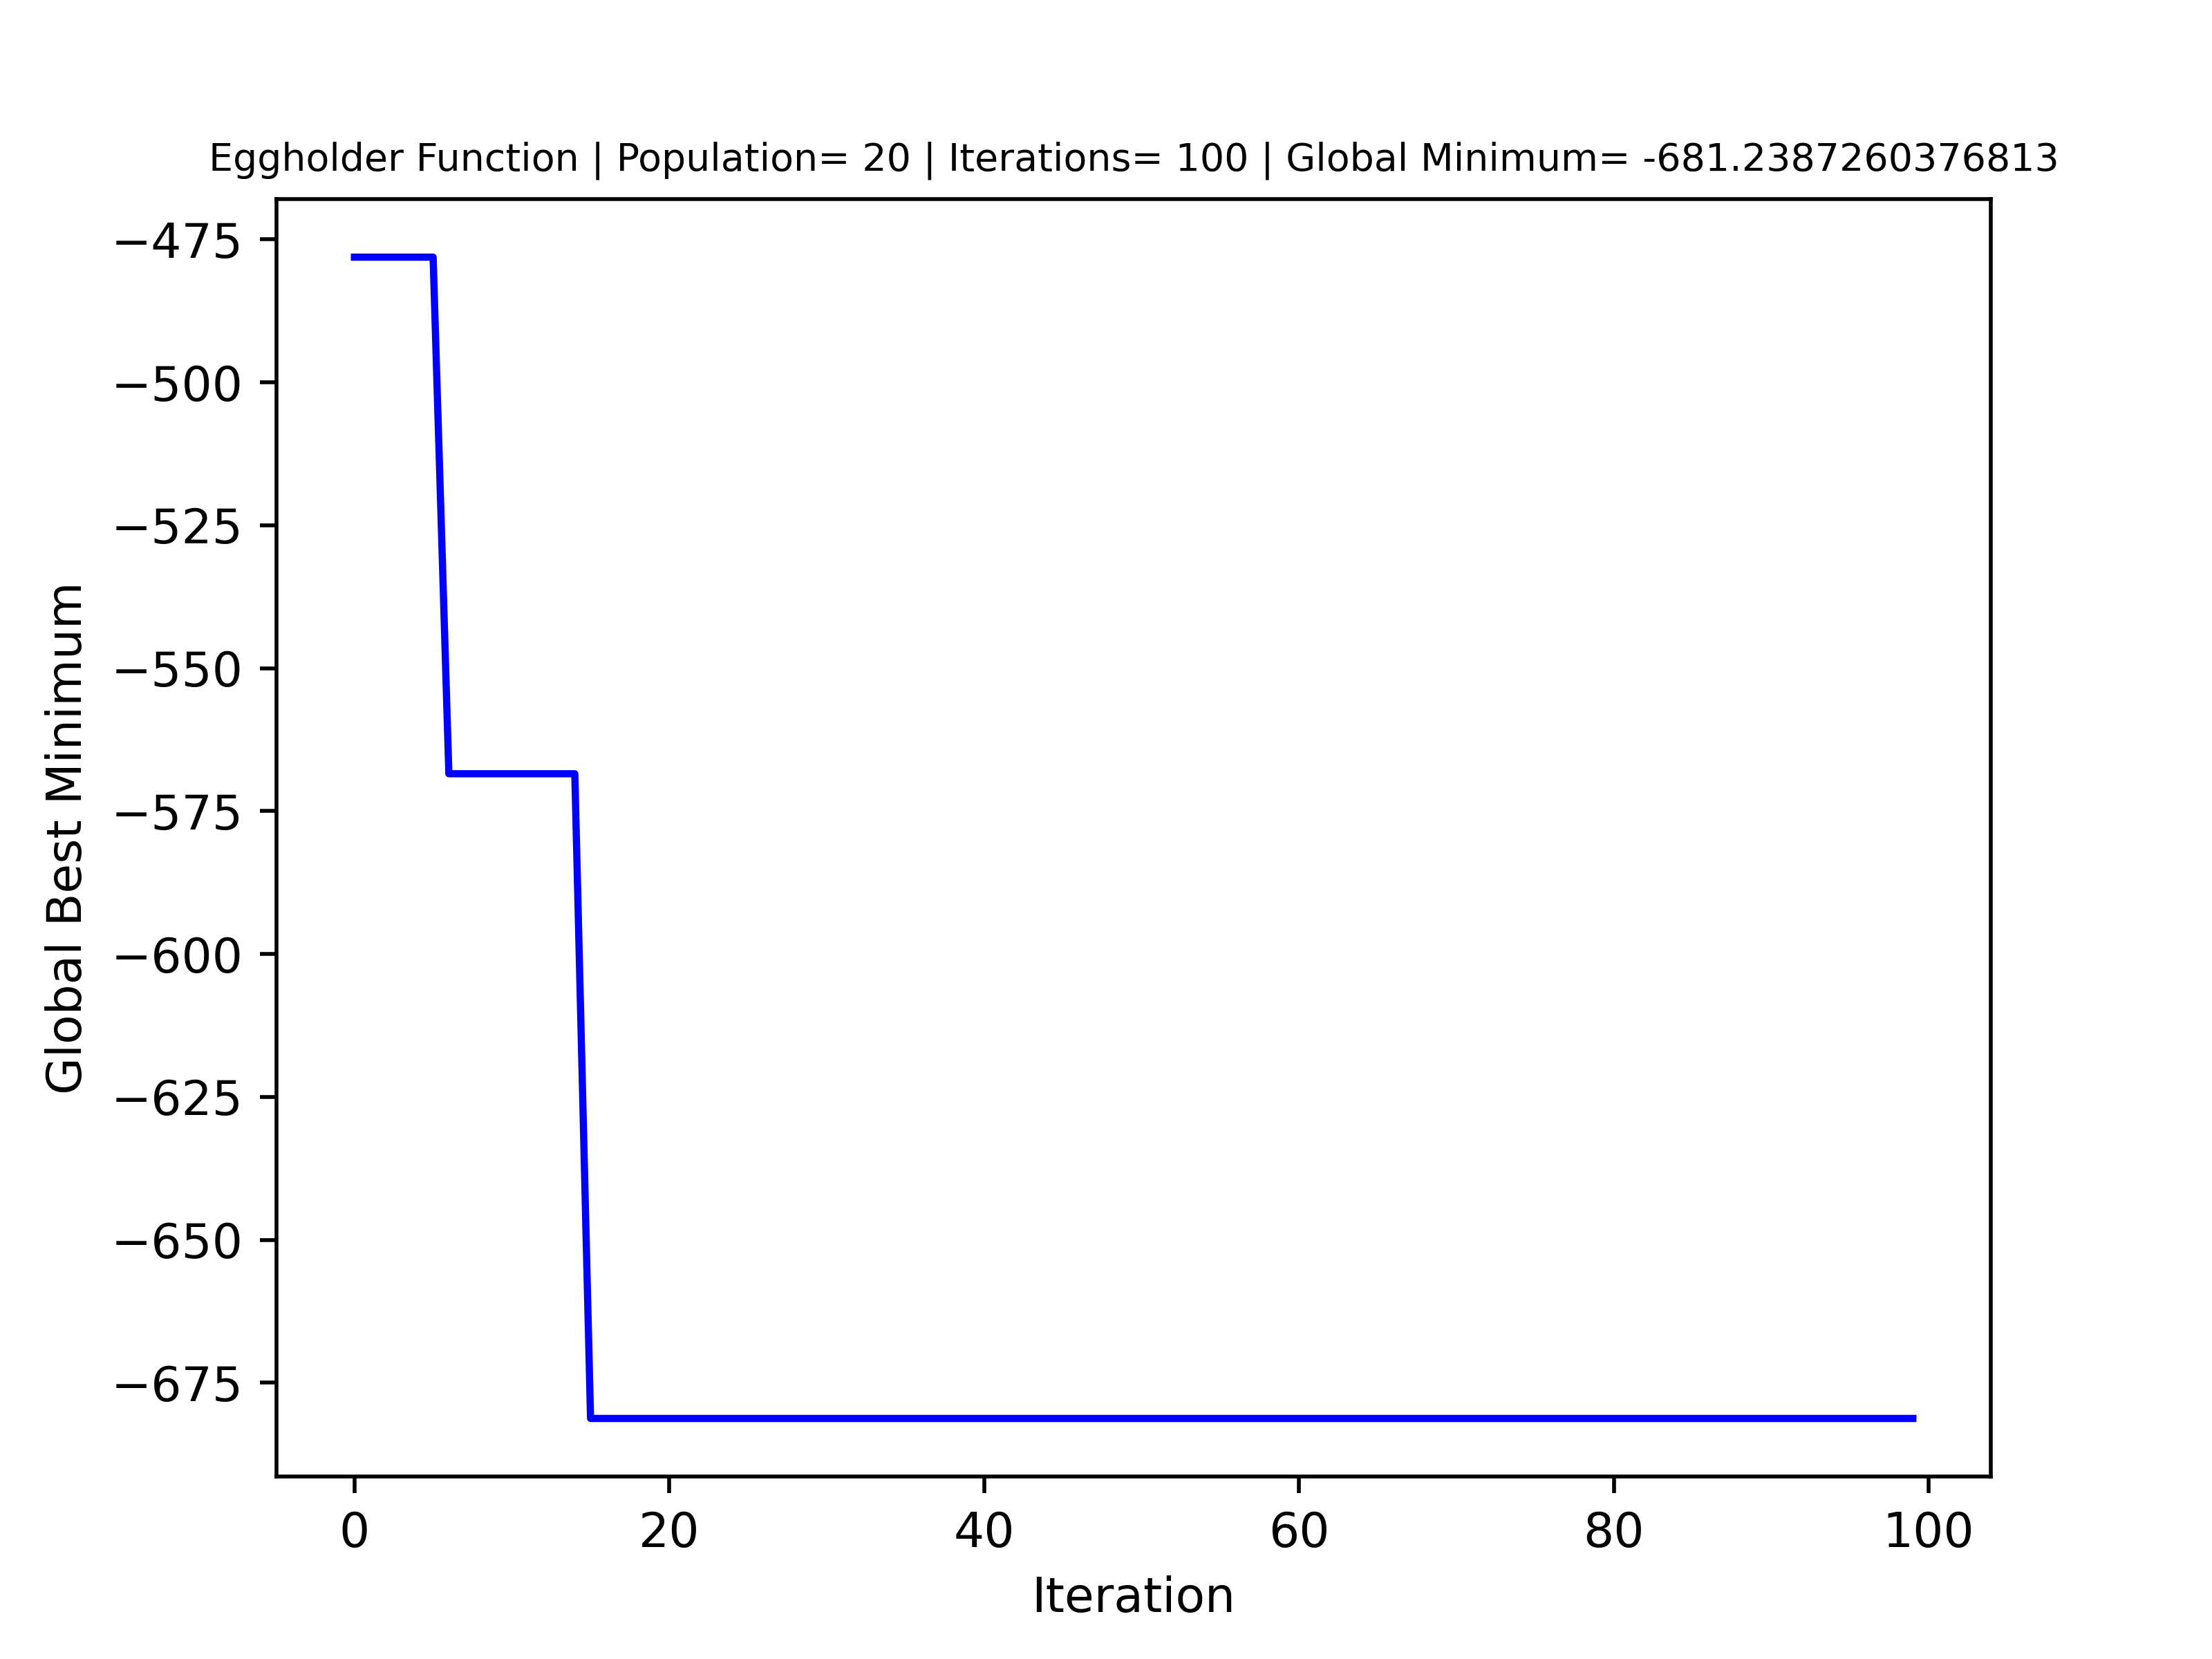 Eggholder Function | Population= 20 | Iterations= 100 | Global Minimum= -681.2387260376813
Global Best Minimum
−475
−500
−525
−550
−575
−600
−625
−650
−675
0 20 40 60 80 100
Iteration